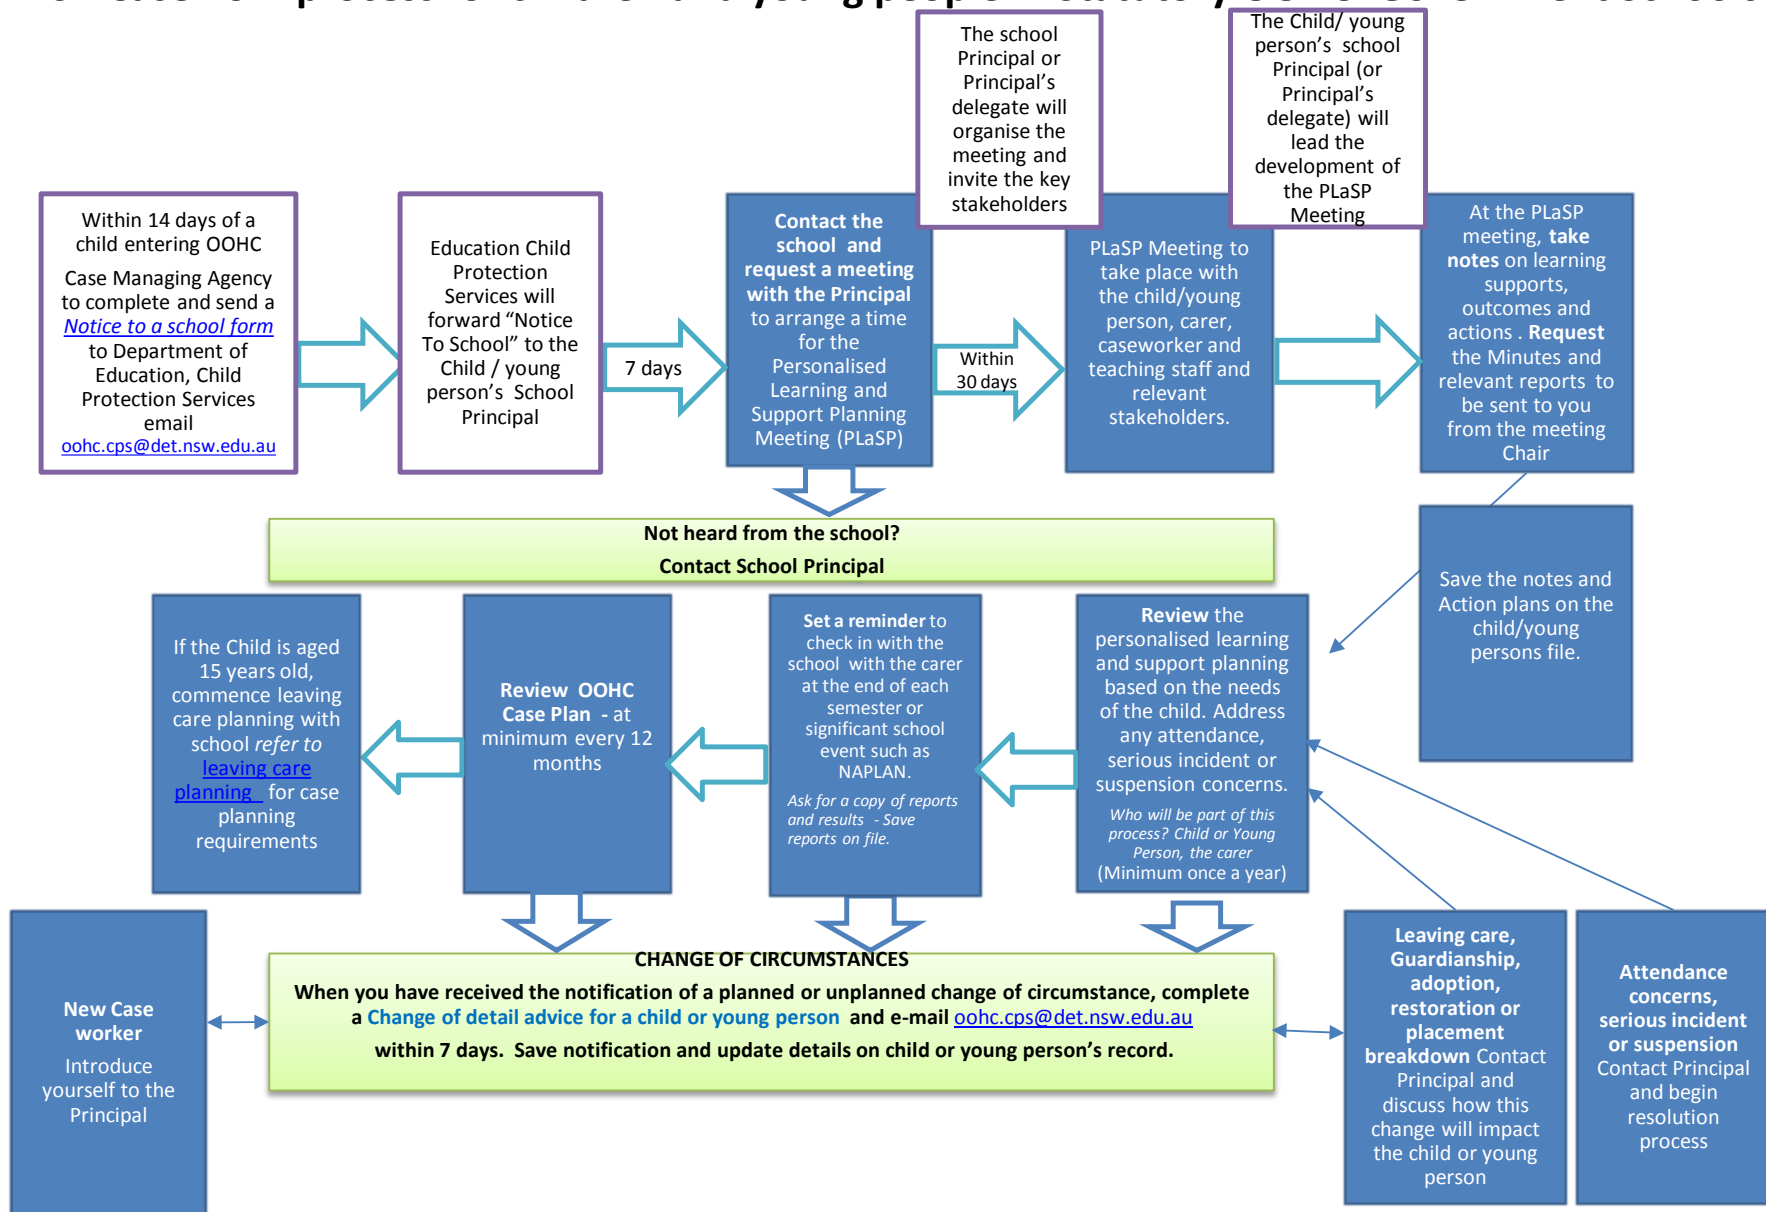 The school
Principal or
Principal’s
delegate will
organise the
meeting and
invite the key
stakeholders
The Child/ young
person’s school
Principal (or
Principal’s
delegate) will
lead the
development of
the PLaSP
Meeting
Within 14 days of a
child entering OOHC
Case Managing Agency
to complete and send a
Notice to a school form
to Department of
Education, Child
Protection Services
email
oohc.cps@det.nsw.edu.au
Education Child
Protection
Services will
forward “Notice
To School” to the
Child / young
person’s School
Principal
7 days
Contact the
school and
request a meeting
with the Principal
to arrange a time
for the
Personalised
Learning and
Support Planning
Meeting (PLaSP)
Within
30 days
PLaSP Meeting to
take place with
the child/young
person, carer,
caseworker and
teaching staff and
relevant
stakeholders.
At the PLaSP
meeting, take
notes on learning
supports,
outcomes and
actions . Request
the Minutes and
relevant reports to
be sent to you
from the meeting
Chair
Not heard from the school?
Contact School Principal
Save the notes and
Action plans on the
child/young
persons file.
If the Child is aged
15 years old,
commence leaving
care planning with
school refer to
leaving care
planning for case
planning
requirements
Review OOHC
Case Plan - at
minimum every 12
months
Set a reminder to
check in with the
school with the carer
at the end of each
semester or
significant school
event such as
NAPLAN.
Ask for a copy of reports
and results - Save
reports on file.
Review the
personalised learning
and support planning
based on the needs
of the child. Address
any attendance,
serious incident or
suspension concerns.
Who will be part of this
process? Child or Young
Person, the carer
(Minimum once a year)
New Case
worker
Introduce
yourself to the
Principal
CHANGE OF CIRCUMSTANCES
When you have received the notification of a planned or unplanned change of circumstance, complete
a Change of detail advice for a child or young person and e-mail oohc.cps@det.nsw.edu.au
within 7 days. Save notification and update details on child or young person’s record.
Leaving care,
Guardianship,
adoption,
restoration or
placement
breakdown Contact
Principal and
discuss how this
change will impact
the child or young
person
Attendance
concerns,
serious incident
or suspension
Contact Principal
and begin
resolution
process